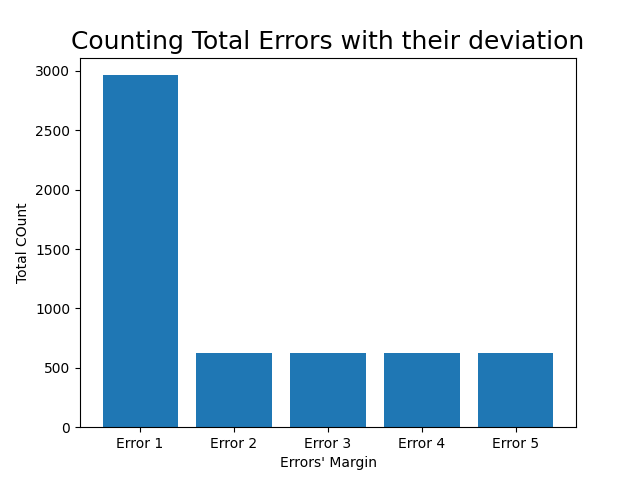 Counting Total Errors with their deviation
3000
2500
2000
1500
1000
500
0
Total COunt
Error 1 Error 2 Error 3 Error 4 Error 5
Errors' Margin